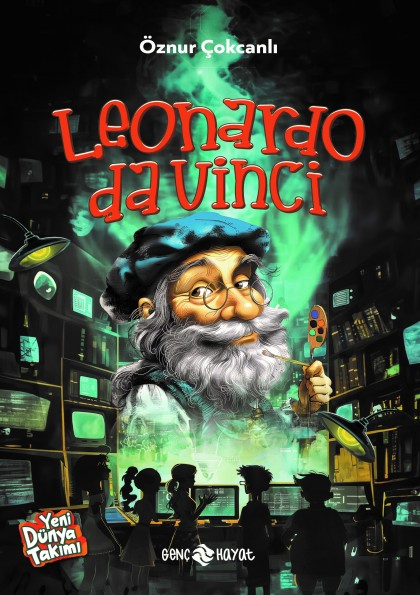 Öznur Çokcanlı
Leonardo
da Vinci
Yeni
Dünya
Takımı
GENÇ HAYAT